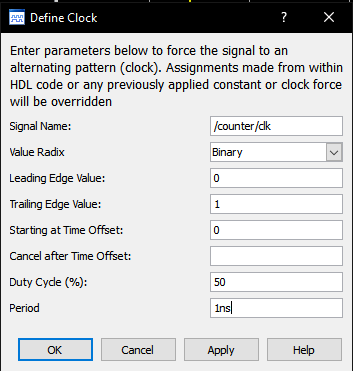 Define Clock
Enter parameters below to force the signal to an
alternating pattern (clock). Assignments made from within
HDL code or any previously applied constant or clock force
will be overridden
Signal Name: /counter/clk
Value Radix Binary
Leading Edge Value: 0
Trailing Edge Value: 1
Starting at Time Offset: 0
Cancel after Time Offset:
Duty Cycle (%): 50
Period 1ns
OK Cancel Apply Help